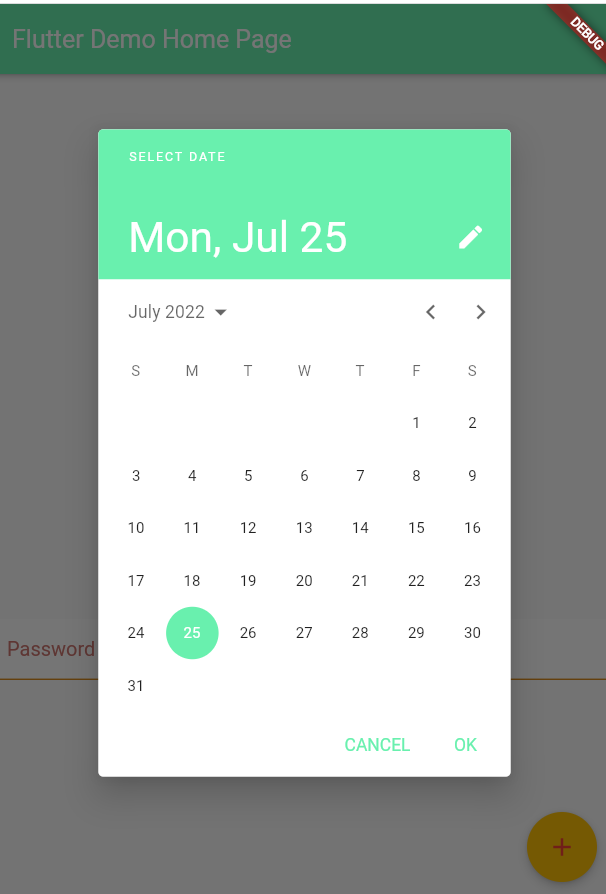 Flutter Demo Home Page
DEBUG
SELECT DATE
Mon, Jul 25
July 2022
S M T W T F S
1 2
3 4 5 6 7 8 9
10 11 12 13 14 15 16
17 18 19 20 21 22 23
24 25 26 27 28 29 30
Password
31
CANCEL OK